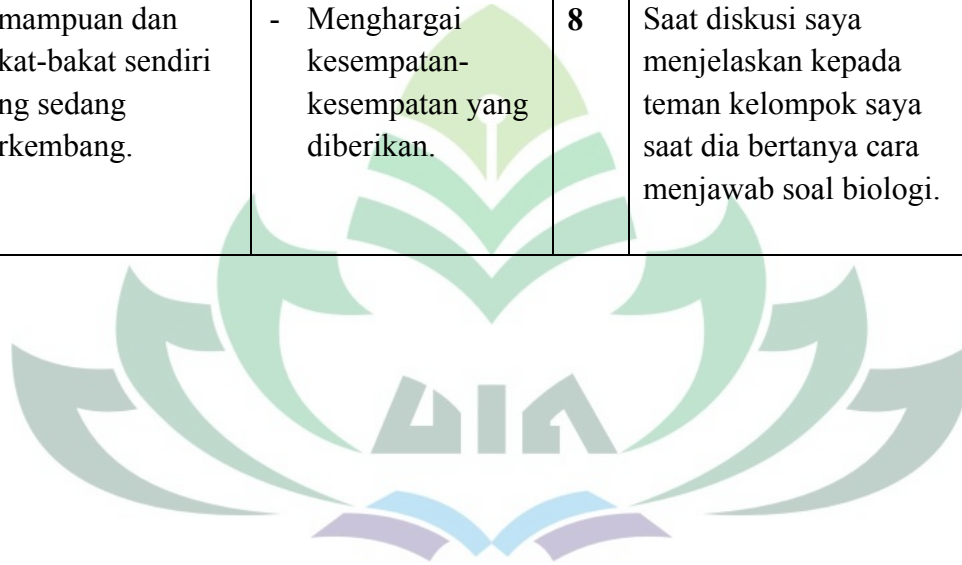 mampuan dan
kat-bakat sendiri
ng sedang
rkembang.
- Menghargai
kesempatan-
kesempatan yang
diberikan.
8
Saat diskusi saya
menjelaskan kepada
teman kelompok saya
saat dia bertanya cara
menjawab soal biologi.
UIN